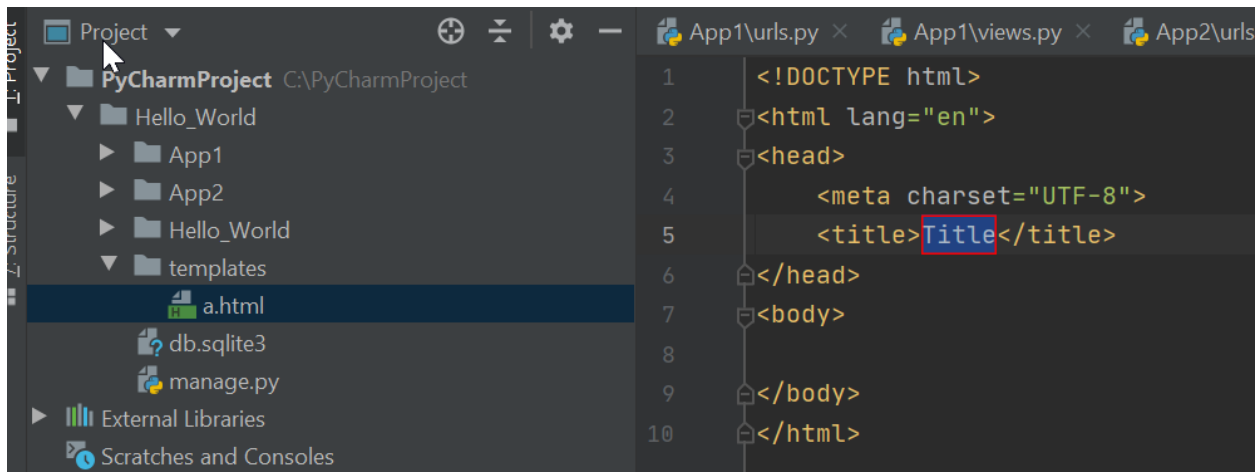 Project
App1\urls.py
App1\views.py
App2\urls
1: Project
PyCharmProject C:\PyCharmProject
Hello_World
App1
App2
Hello_World
templates
a.html
db.sqlite3
manage.py
External Libraries
Scratches and Consoles
7: Structure
1 <!DOCTYPE html>
2 <html lang="en">
3 <head>
4 <meta charset="UTF-8">
5 <title>Title</title>
6 </head>
7 <body>
8
9 </body>
10 </html>